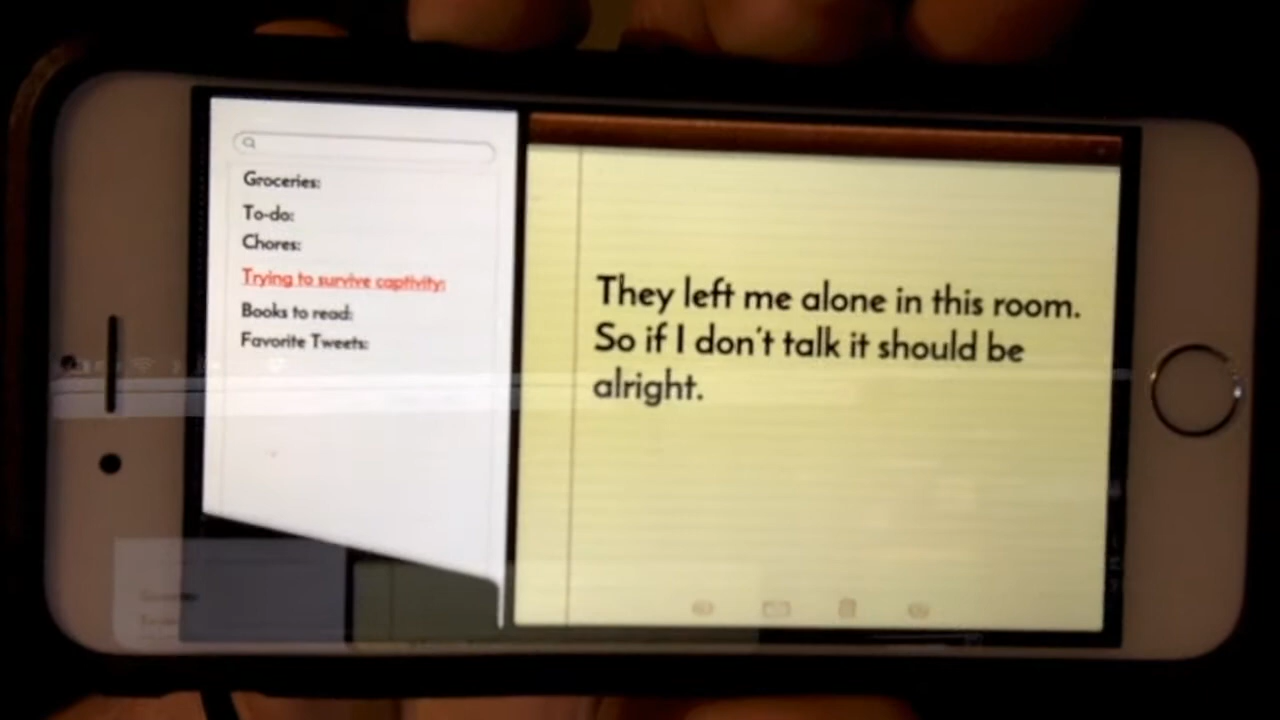 Groceries:
To-do:
Chores:
Trying to survive captivity:
Books to read:
Favorite Tweets:
They left me alone in this room.
So if I don't talk it should be
alright.